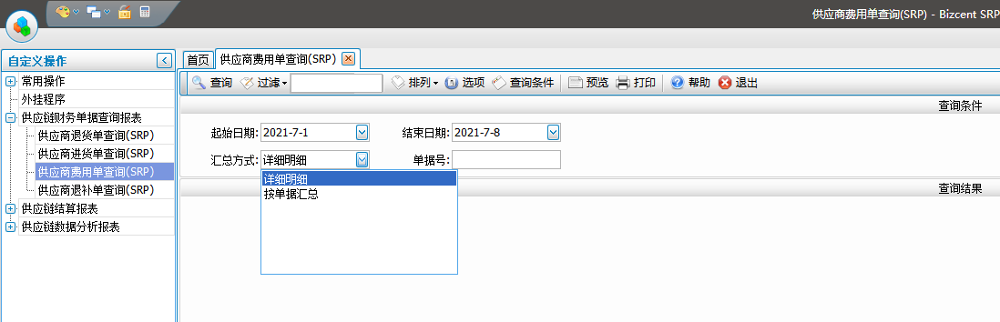 供应商费用单查询(SRP) - Bizcent SRP
自定义操作
首页 供应商费用单查询(SRP)
常用操作
外挂程序
供应链财务单据查询报表
供应商退货单查询(SRP)
供应商进货单查询(SRP)
供应商费用单查询(SRP)
供应商退补单查询(SRP)
供应链结算报表
供应链数据分析报表
查询 过滤 排列 选项 查询条件 预览 打印 帮助 退出
查询条件
起始日期: 2021-7-1 结束日期: 2021-7-8
汇总方式: 详细明细 单据号:
详细明细
按单据汇总
查询结果